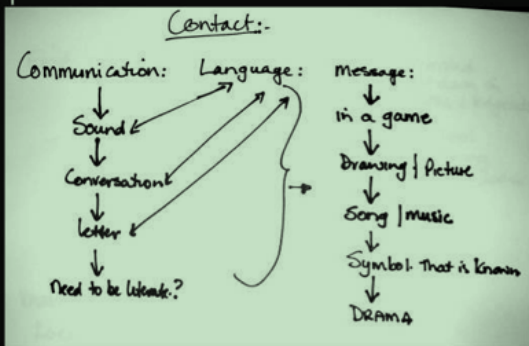 Contact:-
Communication:
Sound
Conversation
Letter
Need to be literate?
Language:
message:
in a game
Drawing | Picture
Song | music
Symbol. That is known
DRAMA